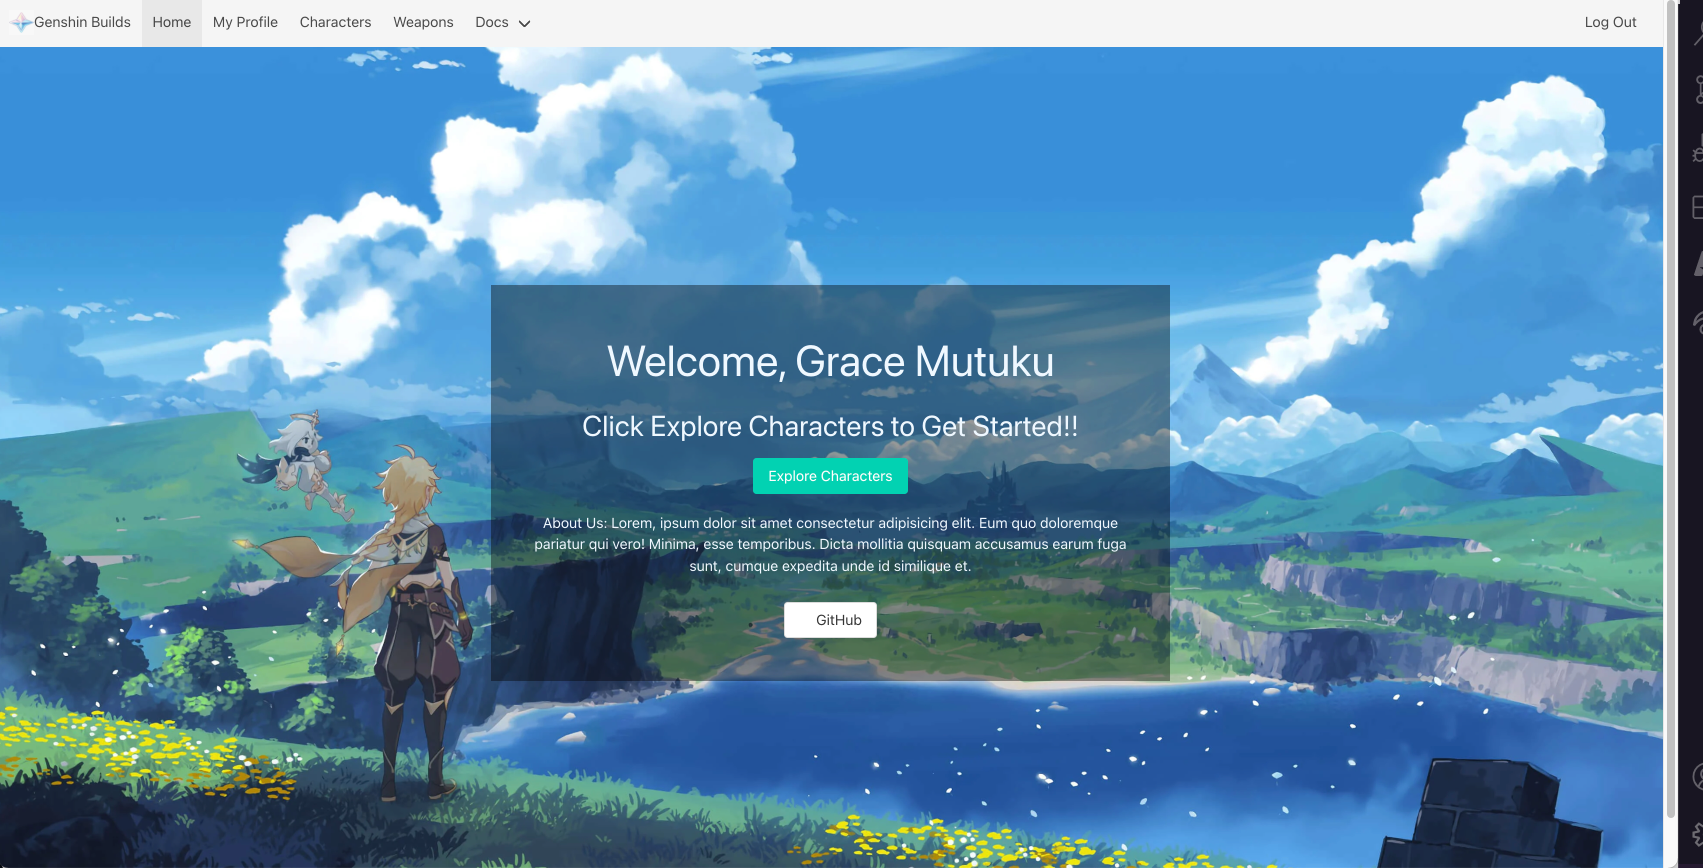 Genshin Builds Home My Profile Characters Weapons Docs Log Out
Welcome, Grace Mutuku
Click Explore Characters to Get Started!!
Explore Characters
About Us: Lorem, ipsum dolor sit amet consectetur adipisicing elit. Eum quo doloremque
pariatur qui vero! Minima, esse temporibus. Dicta mollitia quisquam accusamus earum fuga
sunt, cumque expedita unde id similique et.
GitHub